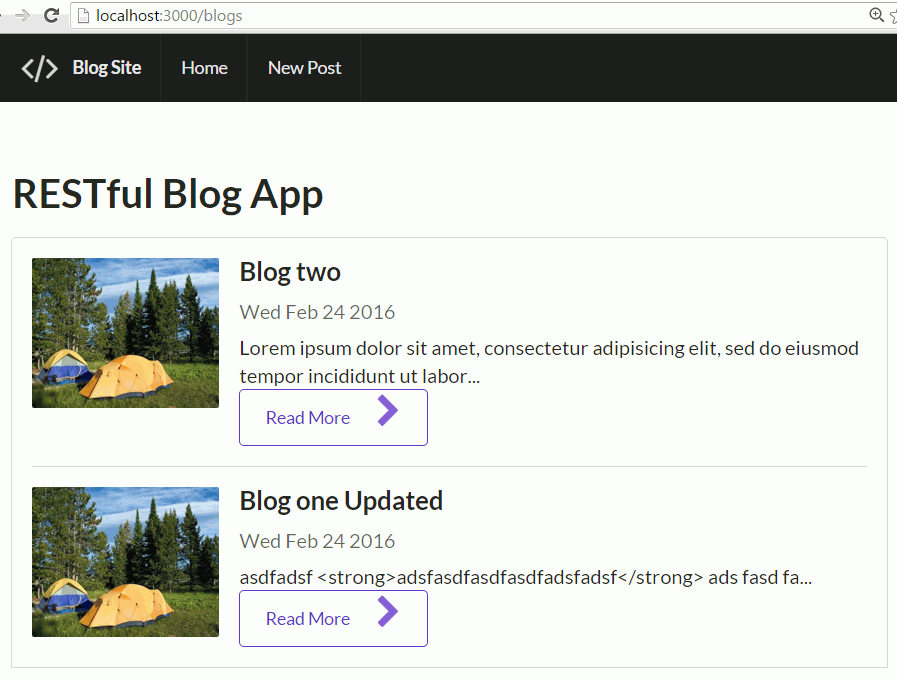 localhost:3000/blogs
Blog Site Home New Post
RESTful Blog App
Blog two
Wed Feb 24 2016
Lorem ipsum dolor sit amet, consectetur adipisicing elit, sed do eiusmod
tempor incididunt ut labor...
Read More
Blog one Updated
Wed Feb 24 2016
asdfadsf <strong>adsfasdfasdfasdfadsfadsf</strong> ads fasd fa...
Read More